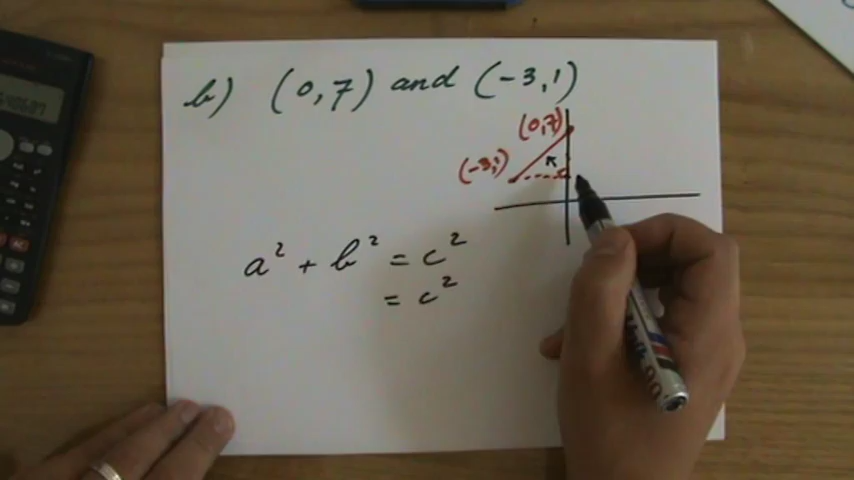 b) (0,7) and (-3,1)
(0,7)
(-3,1)
a² + b² = c²
= c²